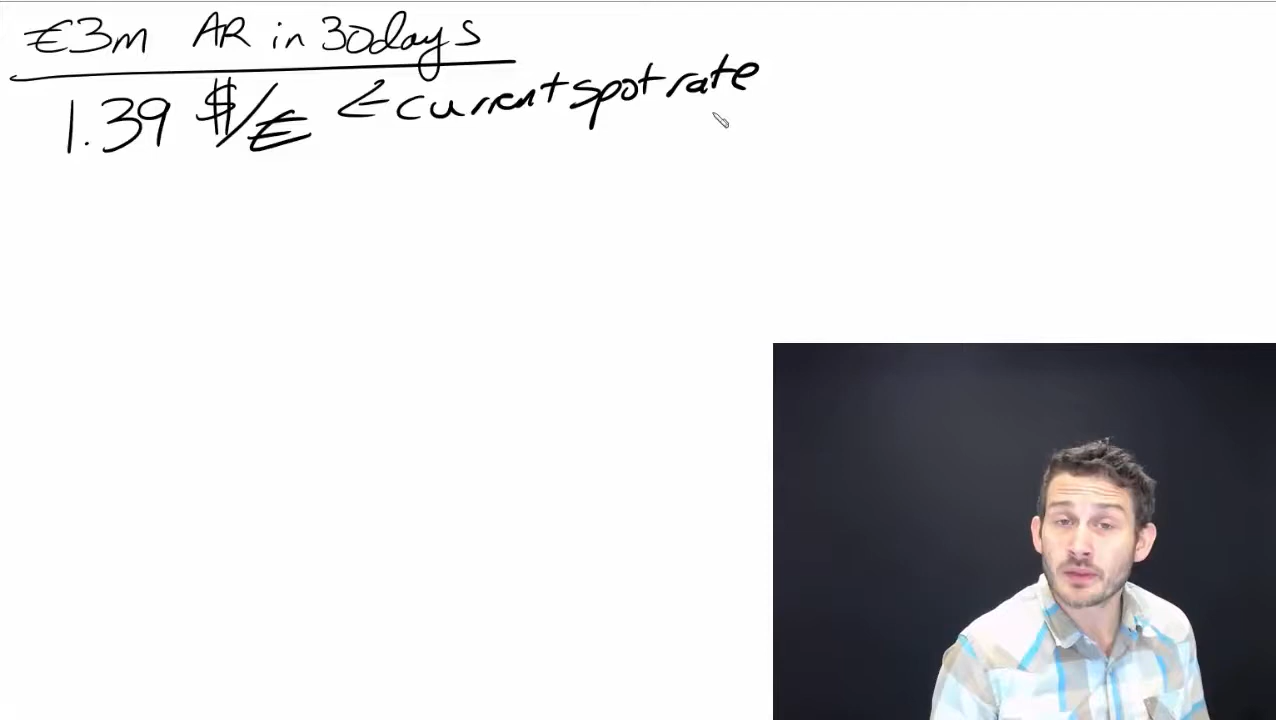 €3m AR in 30days
1.39 $/€ ← current spot rate